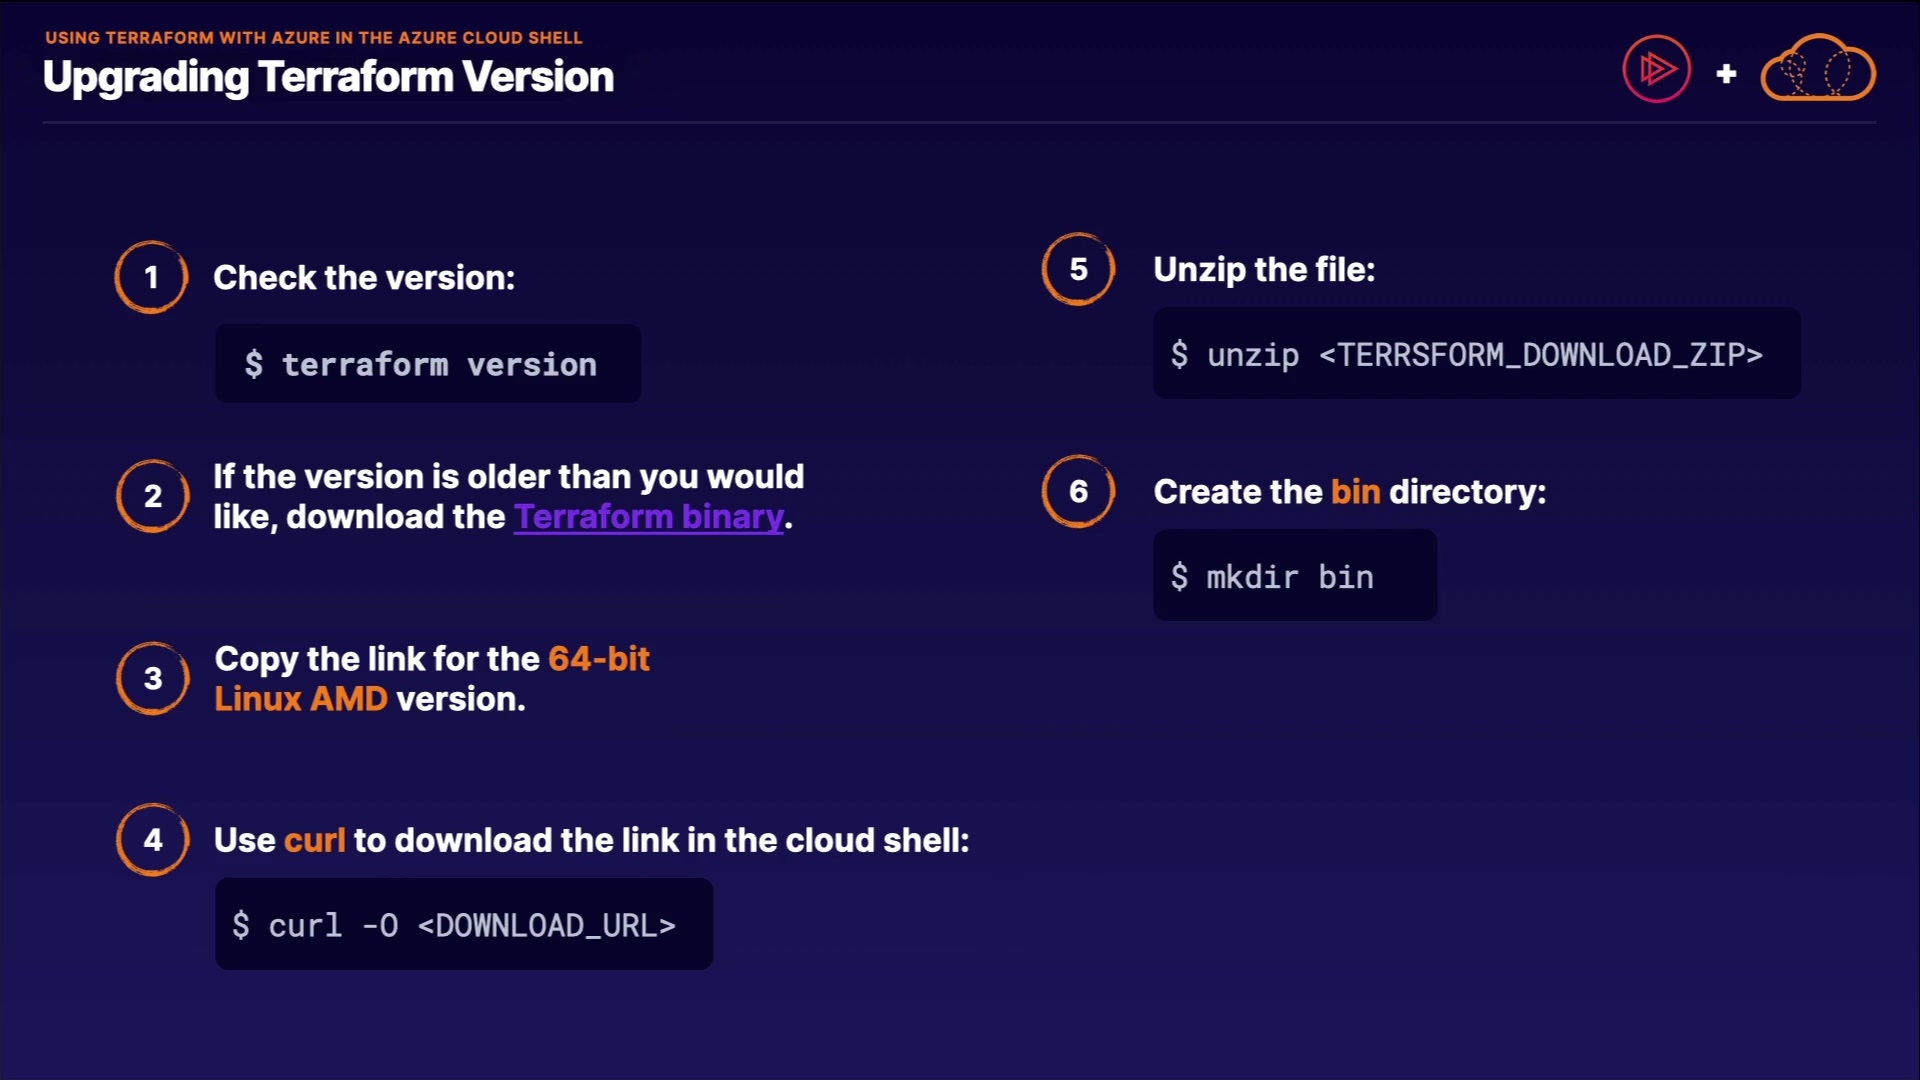 USING TERRAFORM WITH AZURE IN THE AZURE CLOUD SHELL
Upgrading Terraform Version
+
1
Check the version:
$ terraform version
2
If the version is older than you would
like, download the Terraform binary.
3
Copy the link for the 64-bit
Linux AMD version.
4
Use curl to download the link in the cloud shell:
$ curl -O <DOWNLOAD_URL>
5
Unzip the file:
$ unzip <TERRSFORM_DOWNLOAD_ZIP>
6
Create the bin directory:
$ mkdir bin